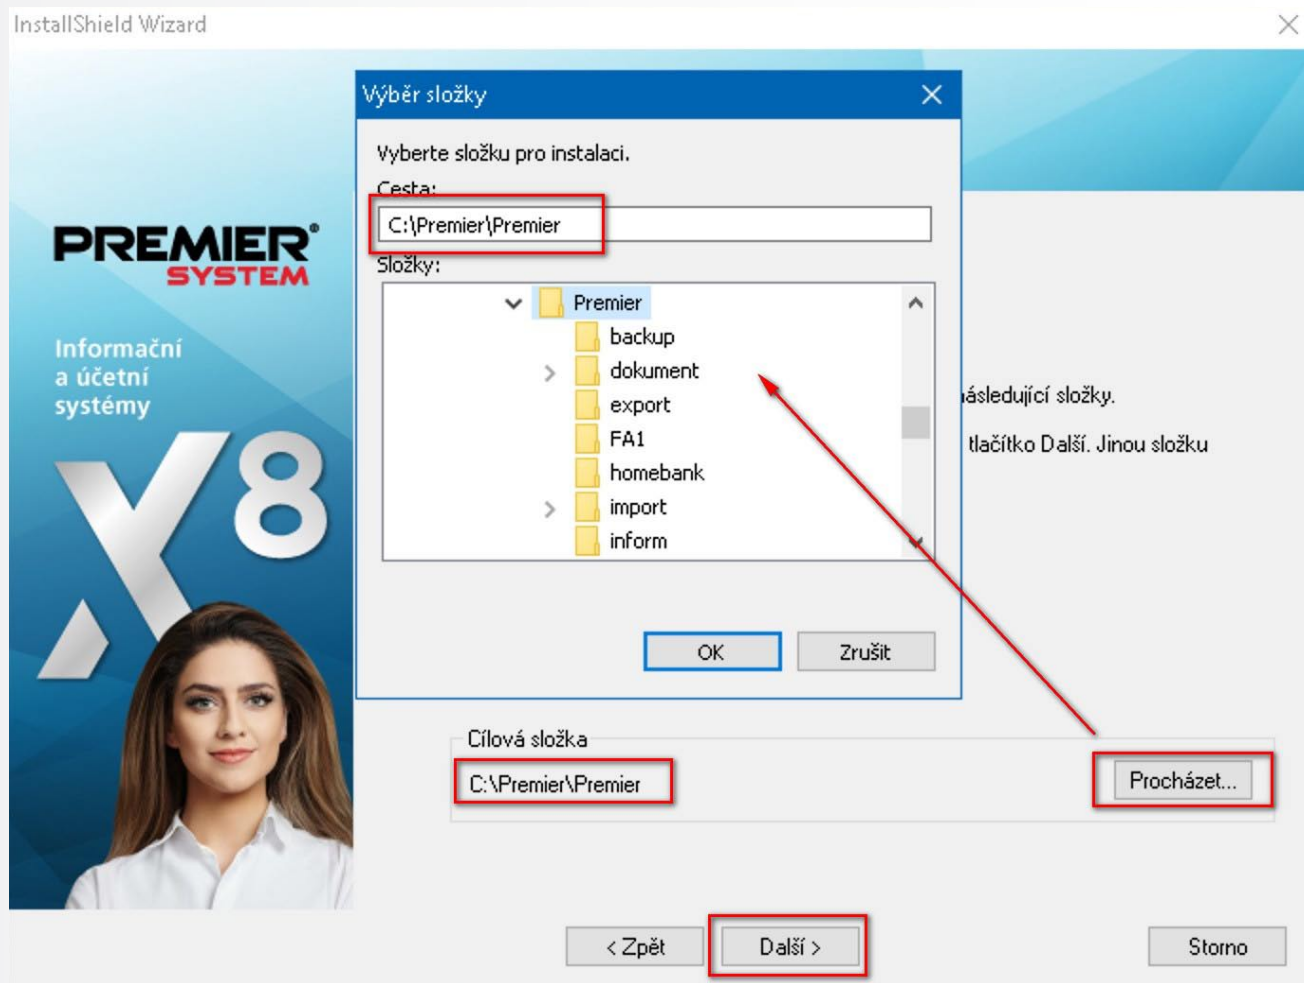 InstallShield Wizard
Výběr složky
Vyberte složku pro instalaci.
Cesta:
C:\Premier\Premier
Složky:
Premier
backup
dokument
export
FA1
homebank
import
inform
OK
Zrušit
PREMIER®
SYSTEM
Informační
a účetní
systémy
X8
následující složky.
tlačítko Další. Jinou složku
Cílová složka
C:\Premier\Premier
Procházet...
< Zpět
Další >
Storno